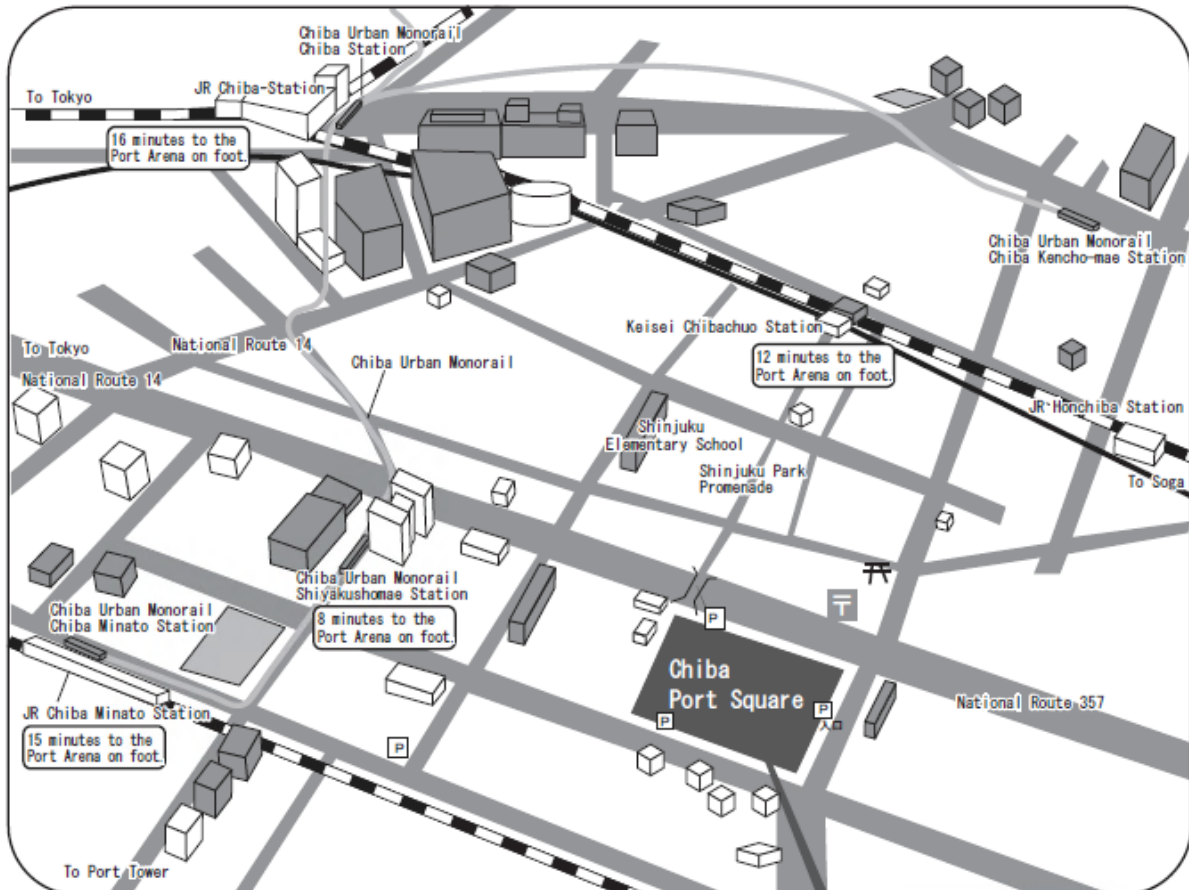 Chiba Urban Monorail
Chiba Station
JR Chiba-Station
To Tokyo
16 minutes to the
Port Arena on foot.
Chiba Urban Monorail
Chiba Kencho-mae Station
Keisei Chibachuo Station
12 minutes to the
Port Arena on foot.
National Route 14
To Tokyo
National Route 14
Chiba Urban Monorail
JR Honchiba Station
Shinjuku
Elementary School
Shinjuku Park
Promenade
To Soga
Chiba Urban Monorail
Shiyakushomae Station
8 minutes to the
Port Arena on foot.
Chiba Urban Monorail
Chiba Minato Station
〒
P
Chiba
Port Square
P
P
入口
National Route 357
JR Chiba Minato Station
15 minutes to the
Port Arena on foot.
P
To Port Tower